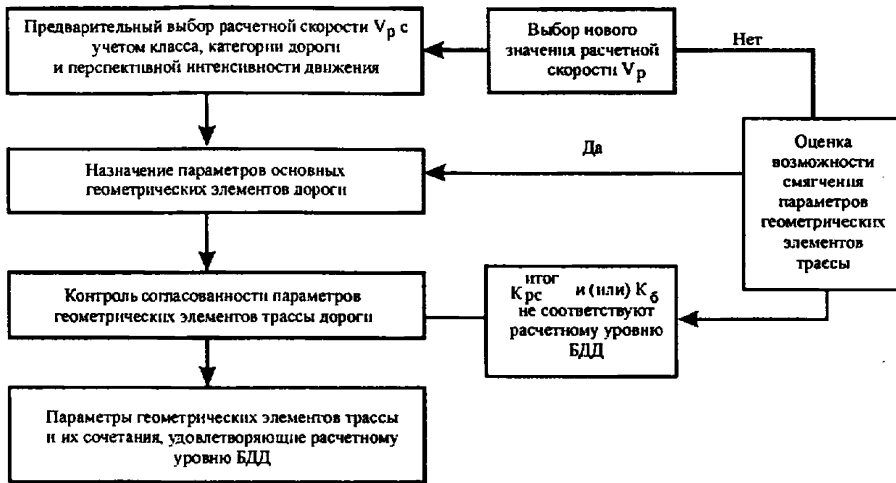 Предварительный выбор расчетной скорости Vр с
учетом класса, категории дороги
и перспективной интенсивности движения
Выбор нового
значения расчетной
скорости Vр
Нет
Назначение параметров основных
геометрических элементов дороги
Да
Оценка
возможности
смягчения
параметров
геометрических
элементов
трассы
Контроль согласованности параметров
геометрических элементов трассы дороги
Kрс итог и (или) Kб
не соответствуют
расчетному уровню
БДД
Параметры геометрических элементов трассы
и их сочетания, удовлетворяющие расчетному
уровню БДД